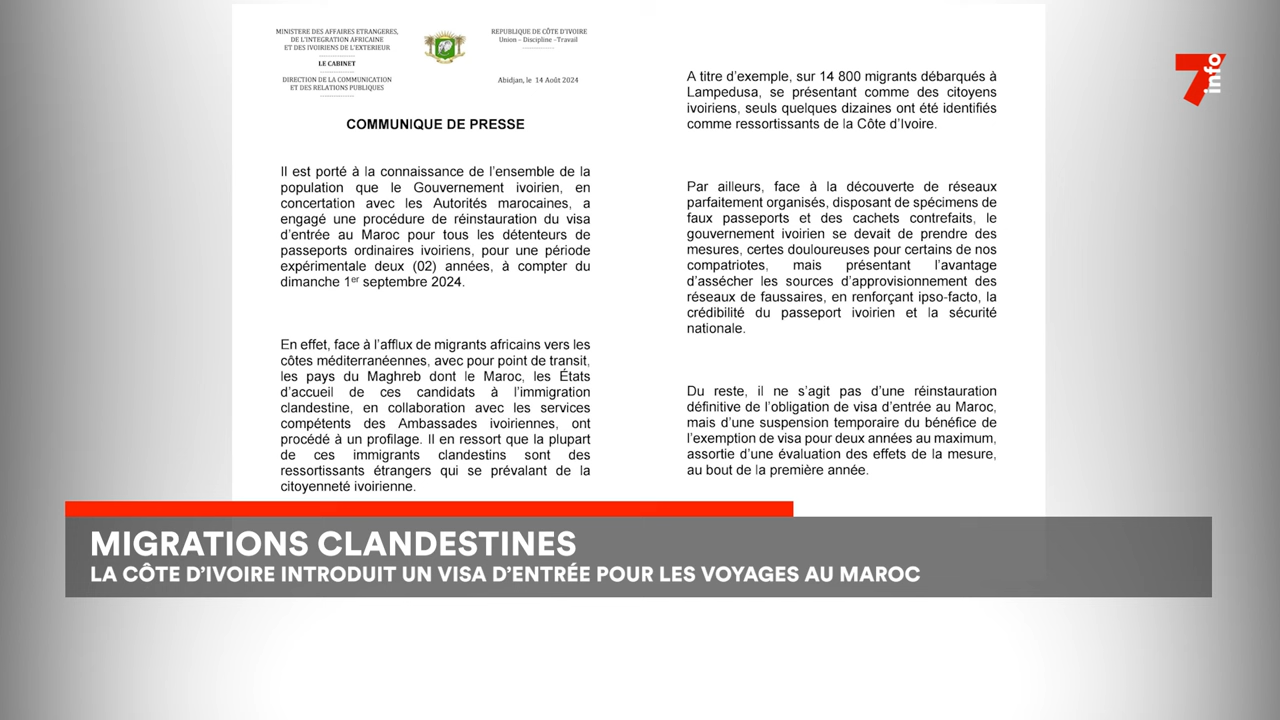 MINISTERE DES AFFAIRES ETRANGERES,
DE L'INTEGRATION AFRICAINE
ET DES IVOIRIENS DE L'EXTERIEUR
LE CABINET
DIRECTION DE LA COMMUNICATION
ET DES RELATIONS PUBLIQUES
REPUBLIQUE DE CÔTE D'IVOIRE
Union – Discipline –Travail
Abidjan, le 14 Août 2024
COMMUNIQUE DE PRESSE
Il est porté à la connaissance de l'ensemble de la
population que le Gouvernement ivoirien, en
concertation avec les Autorités marocaines, a
engagé une procédure de réinstauration du visa
d'entrée au Maroc pour tous les détenteurs de
passeports ordinaires ivoiriens, pour une période
expérimentale deux (02) années, à compter du
dimanche 1er septembre 2024.
En effet, face à l'afflux de migrants africains vers les
côtes méditerranéennes, avec pour point de transit,
les pays du Maghreb dont le Maroc, les États
d'accueil de ces candidats à l'immigration
clandestine, en collaboration avec les services
compétents des Ambassades ivoiriennes, ont
procédé à un profilage. Il en ressort que la plupart
de ces immigrants clandestins sont des
ressortissants étrangers qui se prévalant de la
citoyenneté ivoirienne.
A titre d'exemple, sur 14 800 migrants débarqués à
Lampedusa, se présentant comme des citoyens
ivoiriens, seuls quelques dizaines ont été identifiés
comme ressortissants de la Côte d'Ivoire.
Par ailleurs, face à la découverte de réseaux
parfaitement organisés, disposant de spécimens de
faux passeports et des cachets contrefaits, le
gouvernement ivoirien se devait de prendre des
mesures, certes douloureuses pour certains de nos
compatriotes, mais présentant l'avantage
d'assécher les sources d'approvisionnement des
réseaux de faussaires, en renforçant ipso-facto, la
crédibilité du passeport ivoirien et la sécurité
nationale.
Du reste, il ne s'agit pas d'une réinstauration
définitive de l'obligation de visa d'entrée au Maroc,
mais d'une suspension temporaire du bénéfice de
l'exemption de visa pour deux années au maximum,
assortie d'une évaluation des effets de la mesure,
au bout de la première année.
7info
MIGRATIONS CLANDESTINES
LA CÔTE D'IVOIRE INTRODUIT UN VISA D'ENTRÉE POUR LES VOYAGES AU MAROC